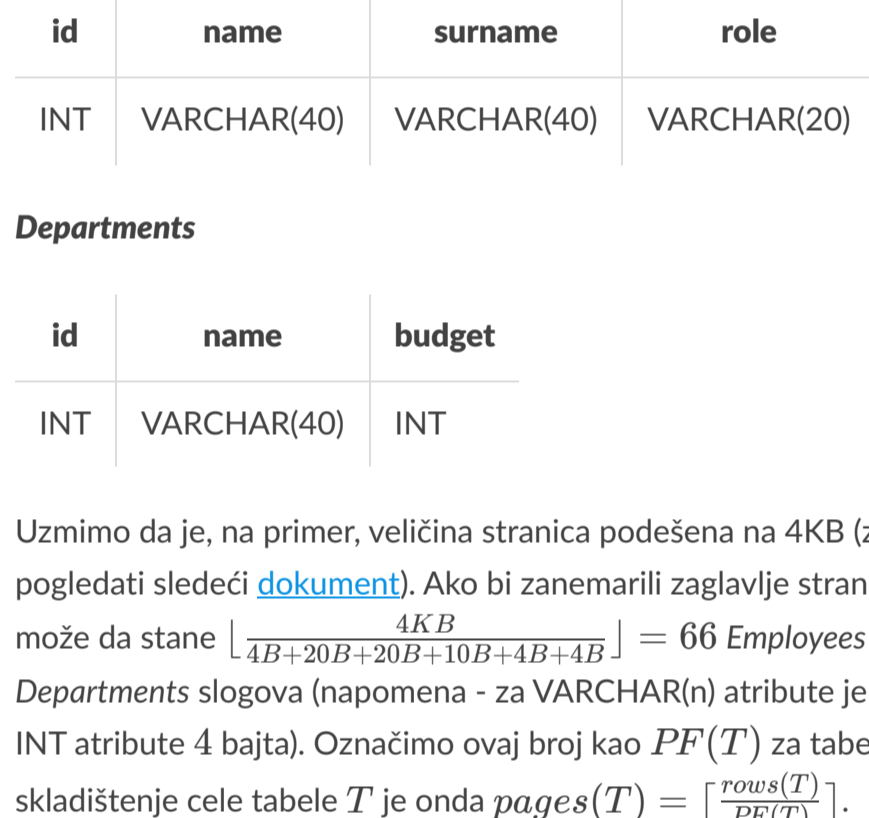 id name surname role
INT VARCHAR(40) VARCHAR(40) VARCHAR(20)
Departments
id name budget
INT VARCHAR(40) INT
Uzmimo da je, na primer, veličina stranica podešena na 4KB (z
pogledati sledeći dokument). Ako bi zanemarili zaglavlje stran
može da stane ⌊ 4KB / 4B+20B+20B+10B+4B+4B ⌋ = 66 Employees
Departments slogova (napomena - za VARCHAR(n) atribute je
INT atribute 4 bajta). Označimo ovaj broj kao PF(T) za tabe
skladištenje cele tabele T je onda pages(T) = ⌈ rows(T) / PF(T) ⌉.